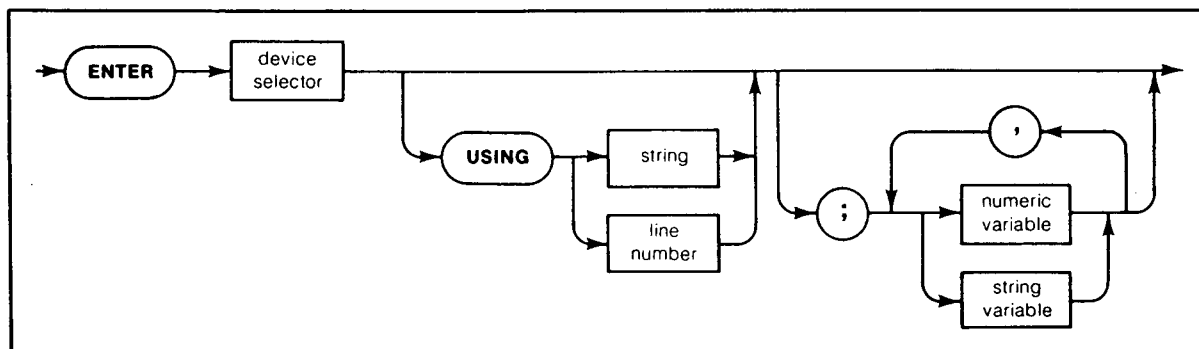 ENTER
device
selector
USING
string
line
number
;
,
numeric
variable
string
variable